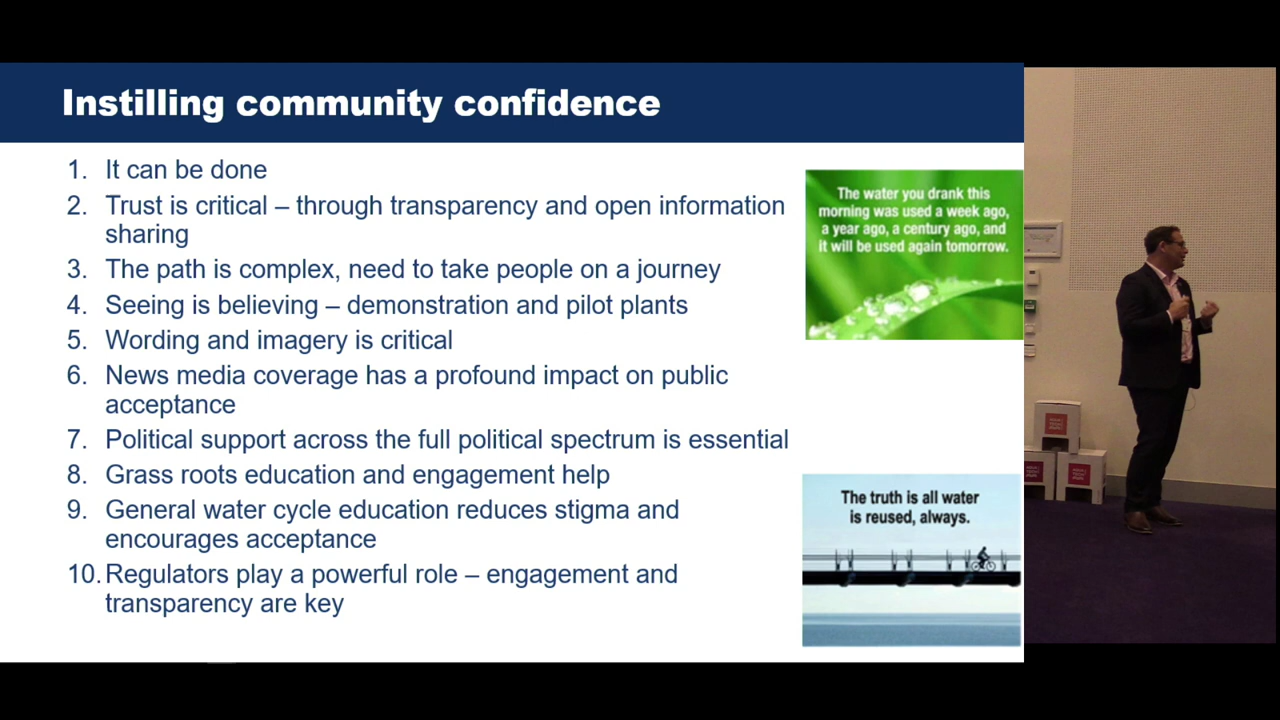 Instilling community confidence
1. It can be done
2. Trust is critical – through transparency and open information
sharing
3. The path is complex, need to take people on a journey
4. Seeing is believing – demonstration and pilot plants
5. Wording and imagery is critical
6. News media coverage has a profound impact on public
acceptance
7. Political support across the full political spectrum is essential
8. Grass roots education and engagement help
9. General water cycle education reduces stigma and
encourages acceptance
10. Regulators play a powerful role – engagement and
transparency are key
The water you drank this
morning was used a week ago,
a year ago, a century ago, and
it will be used again tomorrow.
The truth is all water
is reused, always.